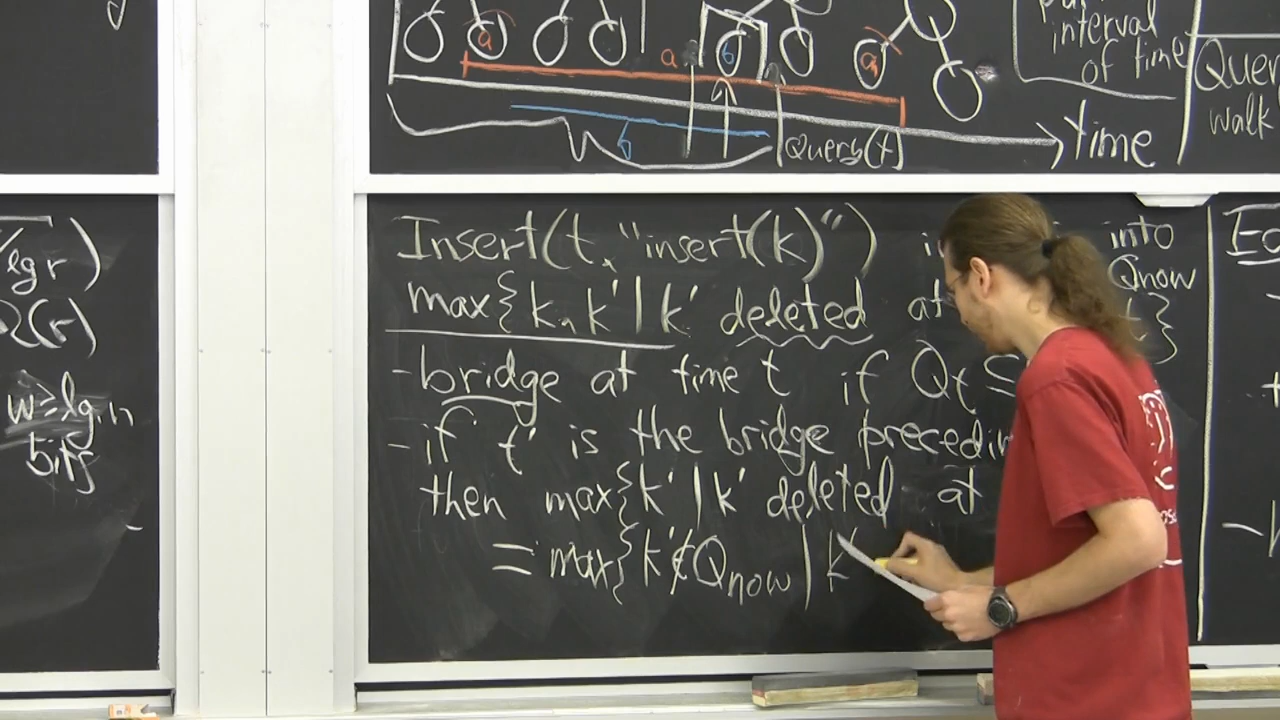 interval
of time
Quer
walk
a
a
b
a
b
Query(t)
time
lg r)
Ω(r)
w ≥ lg n
bits
Insert(t, "insert(k)") into
Qnow
max{k, k' | k' deleted at t}
- bridge at time t if Qt ⊆
- if t' is the bridge precedin
then max{k' | k' deleted at
= max{k' ∉ Qnow | k'